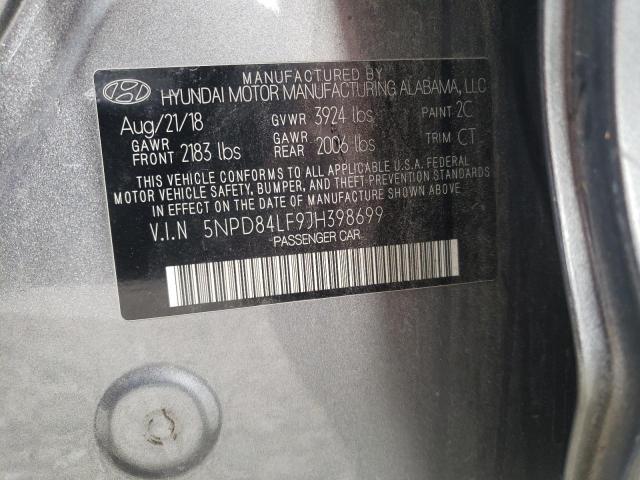 MANUFACTURED BY
HYUNDAI MOTOR MANUFACTURING ALABAMA, LLC
Aug/21/18 GVWR 3924 lbs PAINT 2C
GAWR FRONT 2183 lbs GAWR REAR 2006 lbs TRIM CT
THIS VEHICLE CONFORMS TO ALL APPLICABLE U.S.A. FEDERAL
MOTOR VEHICLE SAFETY, BUMPER, AND THEFT PREVENTION STANDARDS
IN EFFECT ON THE DATE OF MANUFACTURE SHOWN ABOVE.
V.I.N 5NPD84LF9JH398699
PASSENGER CAR